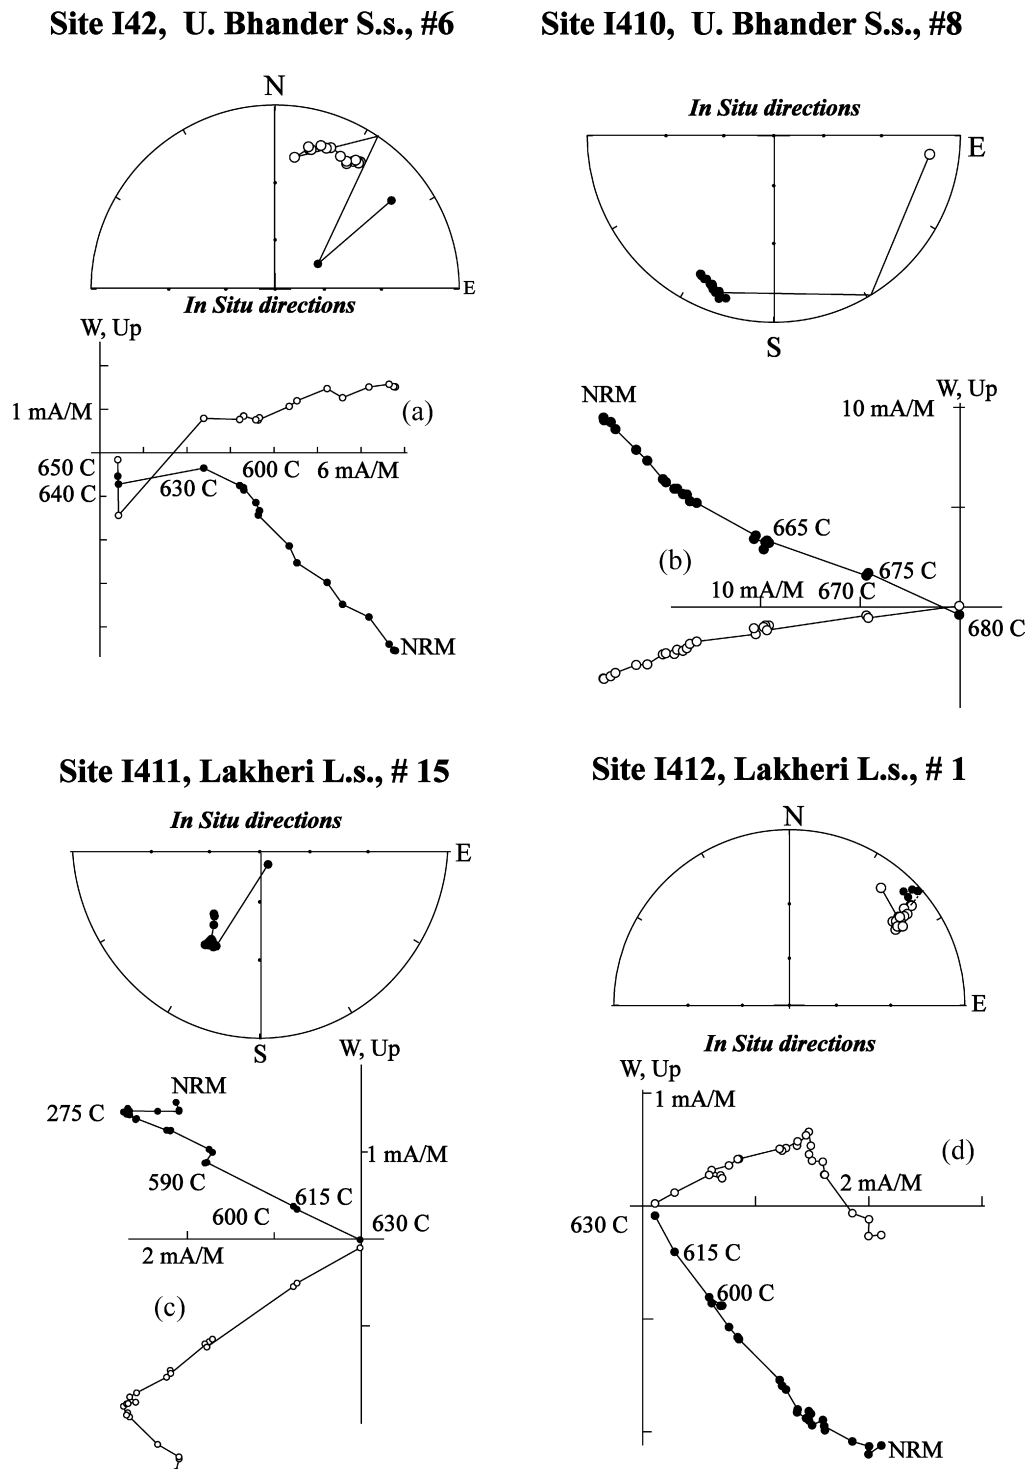 Site I42, U. Bhander S.s., #6
N
E
In Situ directions
W, Up
1 mA/M
(a)
650 C
600 C
6 mA/M
630 C
640 C
NRM
Site I410, U. Bhander S.s., #8
In Situ directions
E
S
NRM
W, Up
10 mA/M
665 C
(b)
675 C
10 mA/M
670 C
680 C
Site I411, Lakheri L.s., # 15
In Situ directions
E
S
W, Up
NRM
275 C
1 mA/M
590 C
615 C
600 C
630 C
2 mA/M
(c)
Site I412, Lakheri L.s., # 1
N
E
In Situ directions
W, Up
1 mA/M
(d)
2 mA/M
630 C
615 C
600 C
NRM